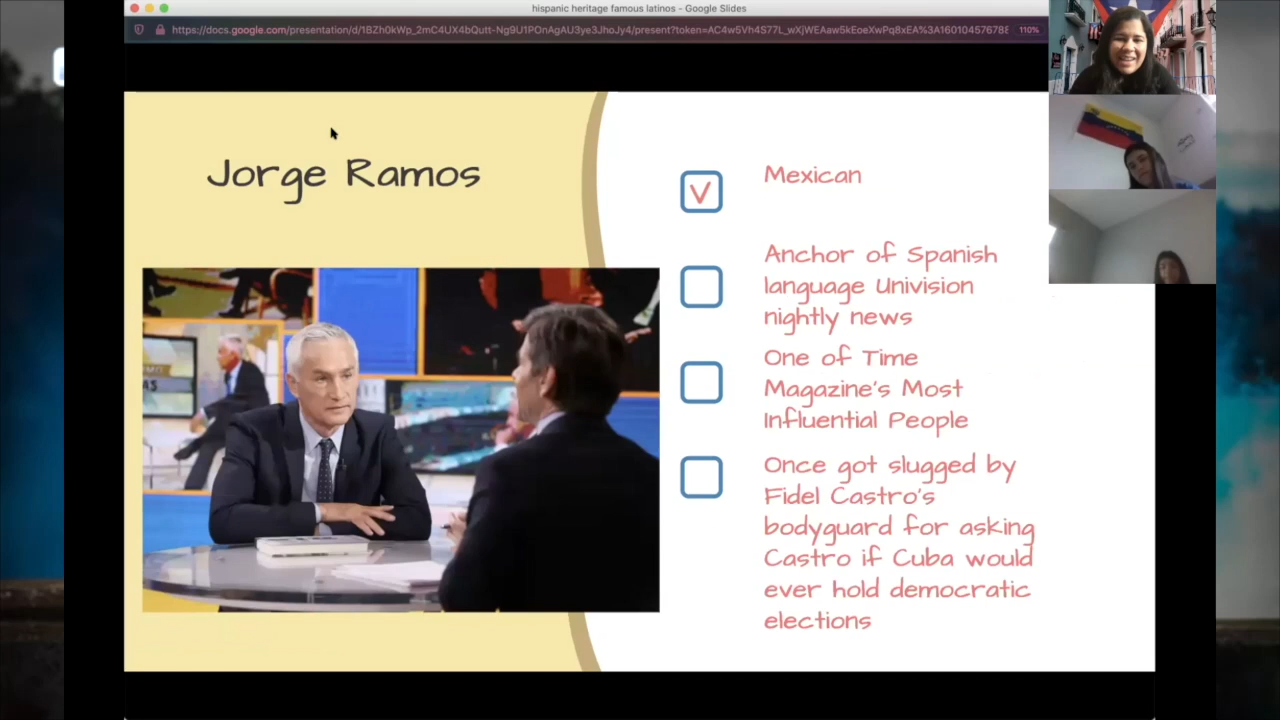 hispanic heritage famous latinos - Google Slides
110%
Jorge Ramos
V
Mexican
Anchor of Spanish
language Univision
nightly news
One of Time
Magazine's Most
Influential People
Once got slugged by
Fidel Castro's
bodyguard for asking
Castro if Cuba would
ever hold democratic
elections